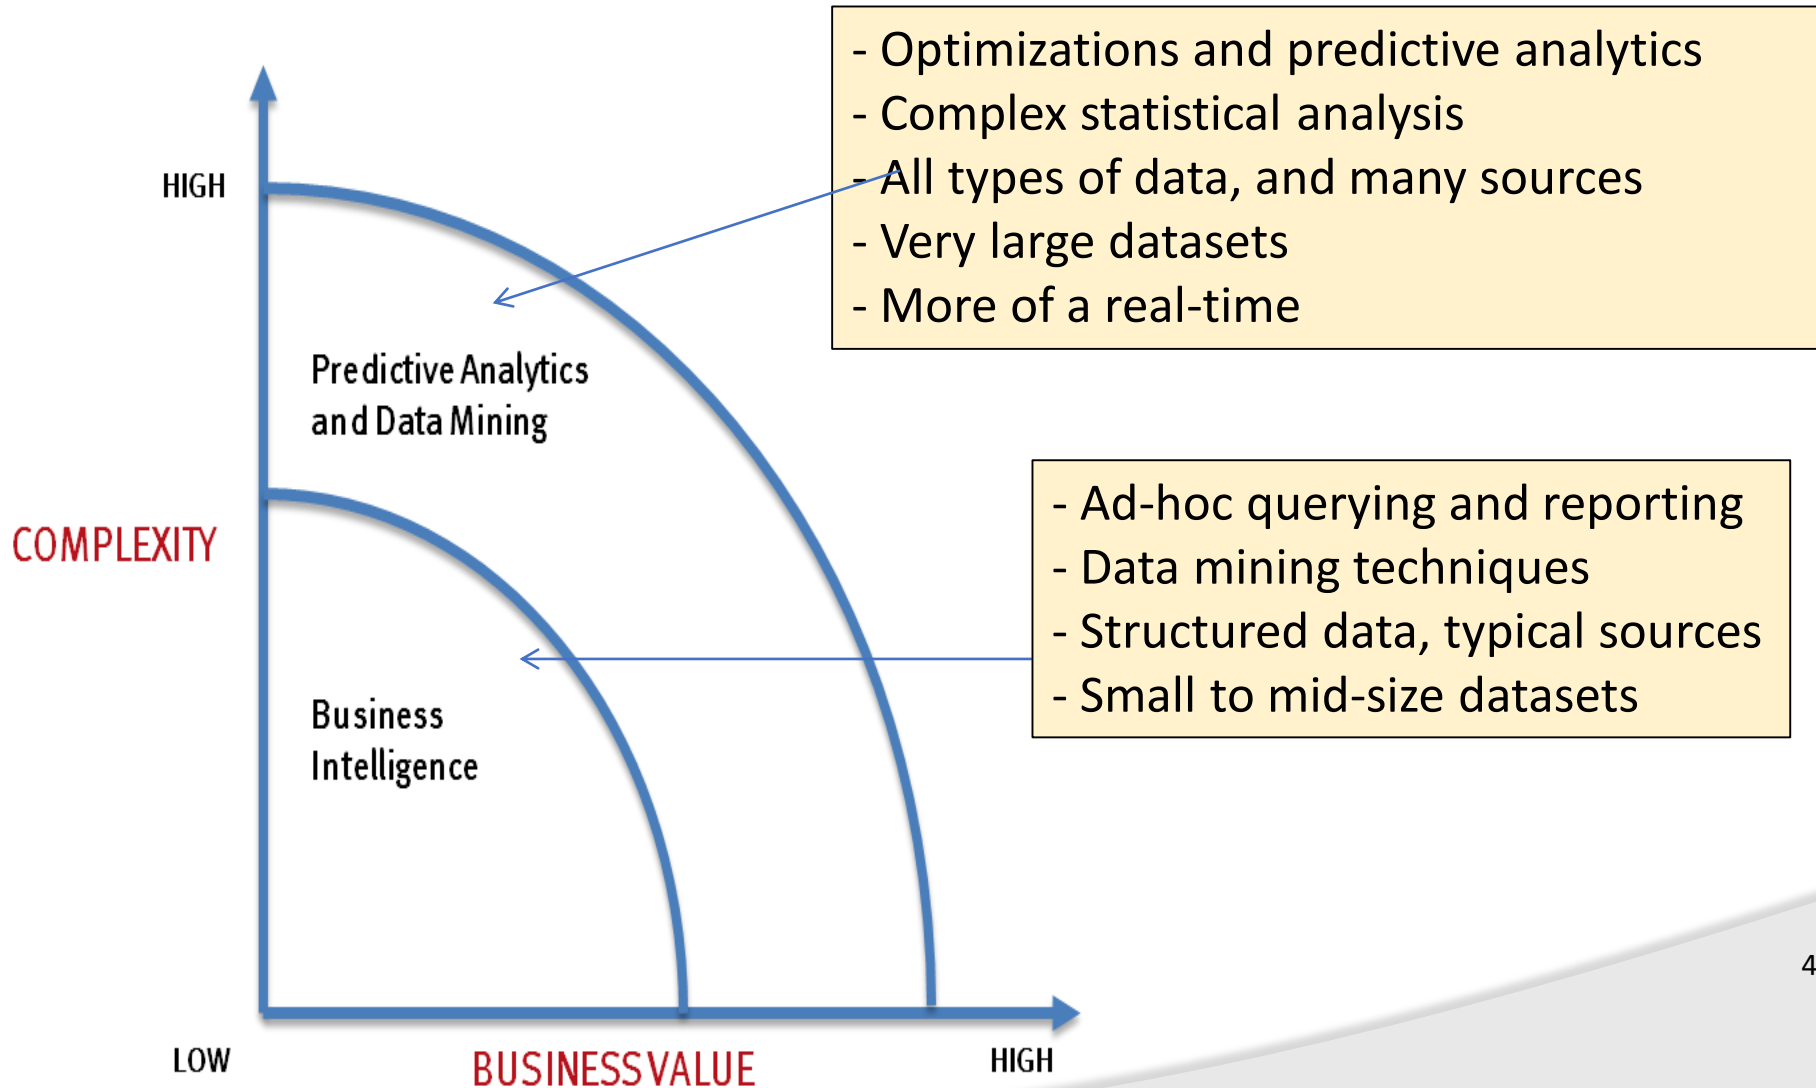 - Optimizations and predictive analytics
- Complex statistical analysis
- All types of data, and many sources
- Very large datasets
- More of a real-time
HIGH
Predictive Analytics
and Data Mining
COMPLEXITY
- Ad-hoc querying and reporting
- Data mining techniques
- Structured data, typical sources
- Small to mid-size datasets
Business
Intelligence
4
LOW
BUSINESS VALUE
HIGH